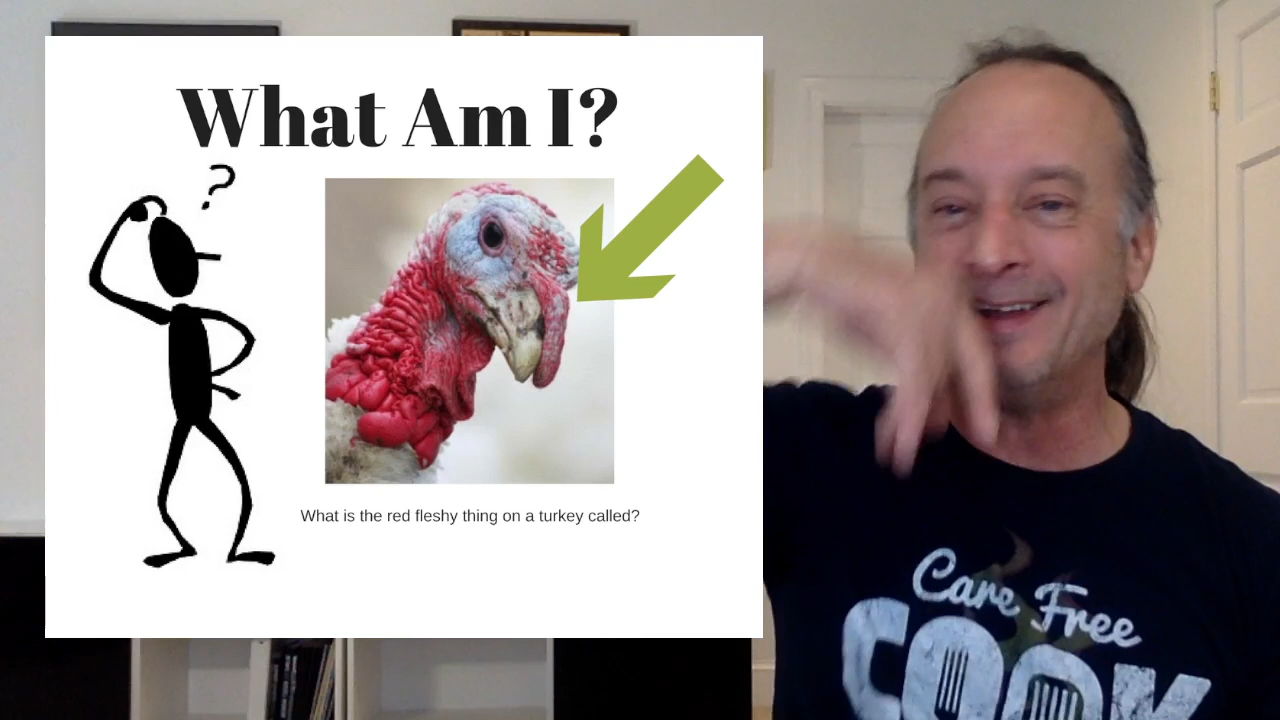 What Am I?
?
What is the red fleshy thing on a turkey called?
Care Free
COOK